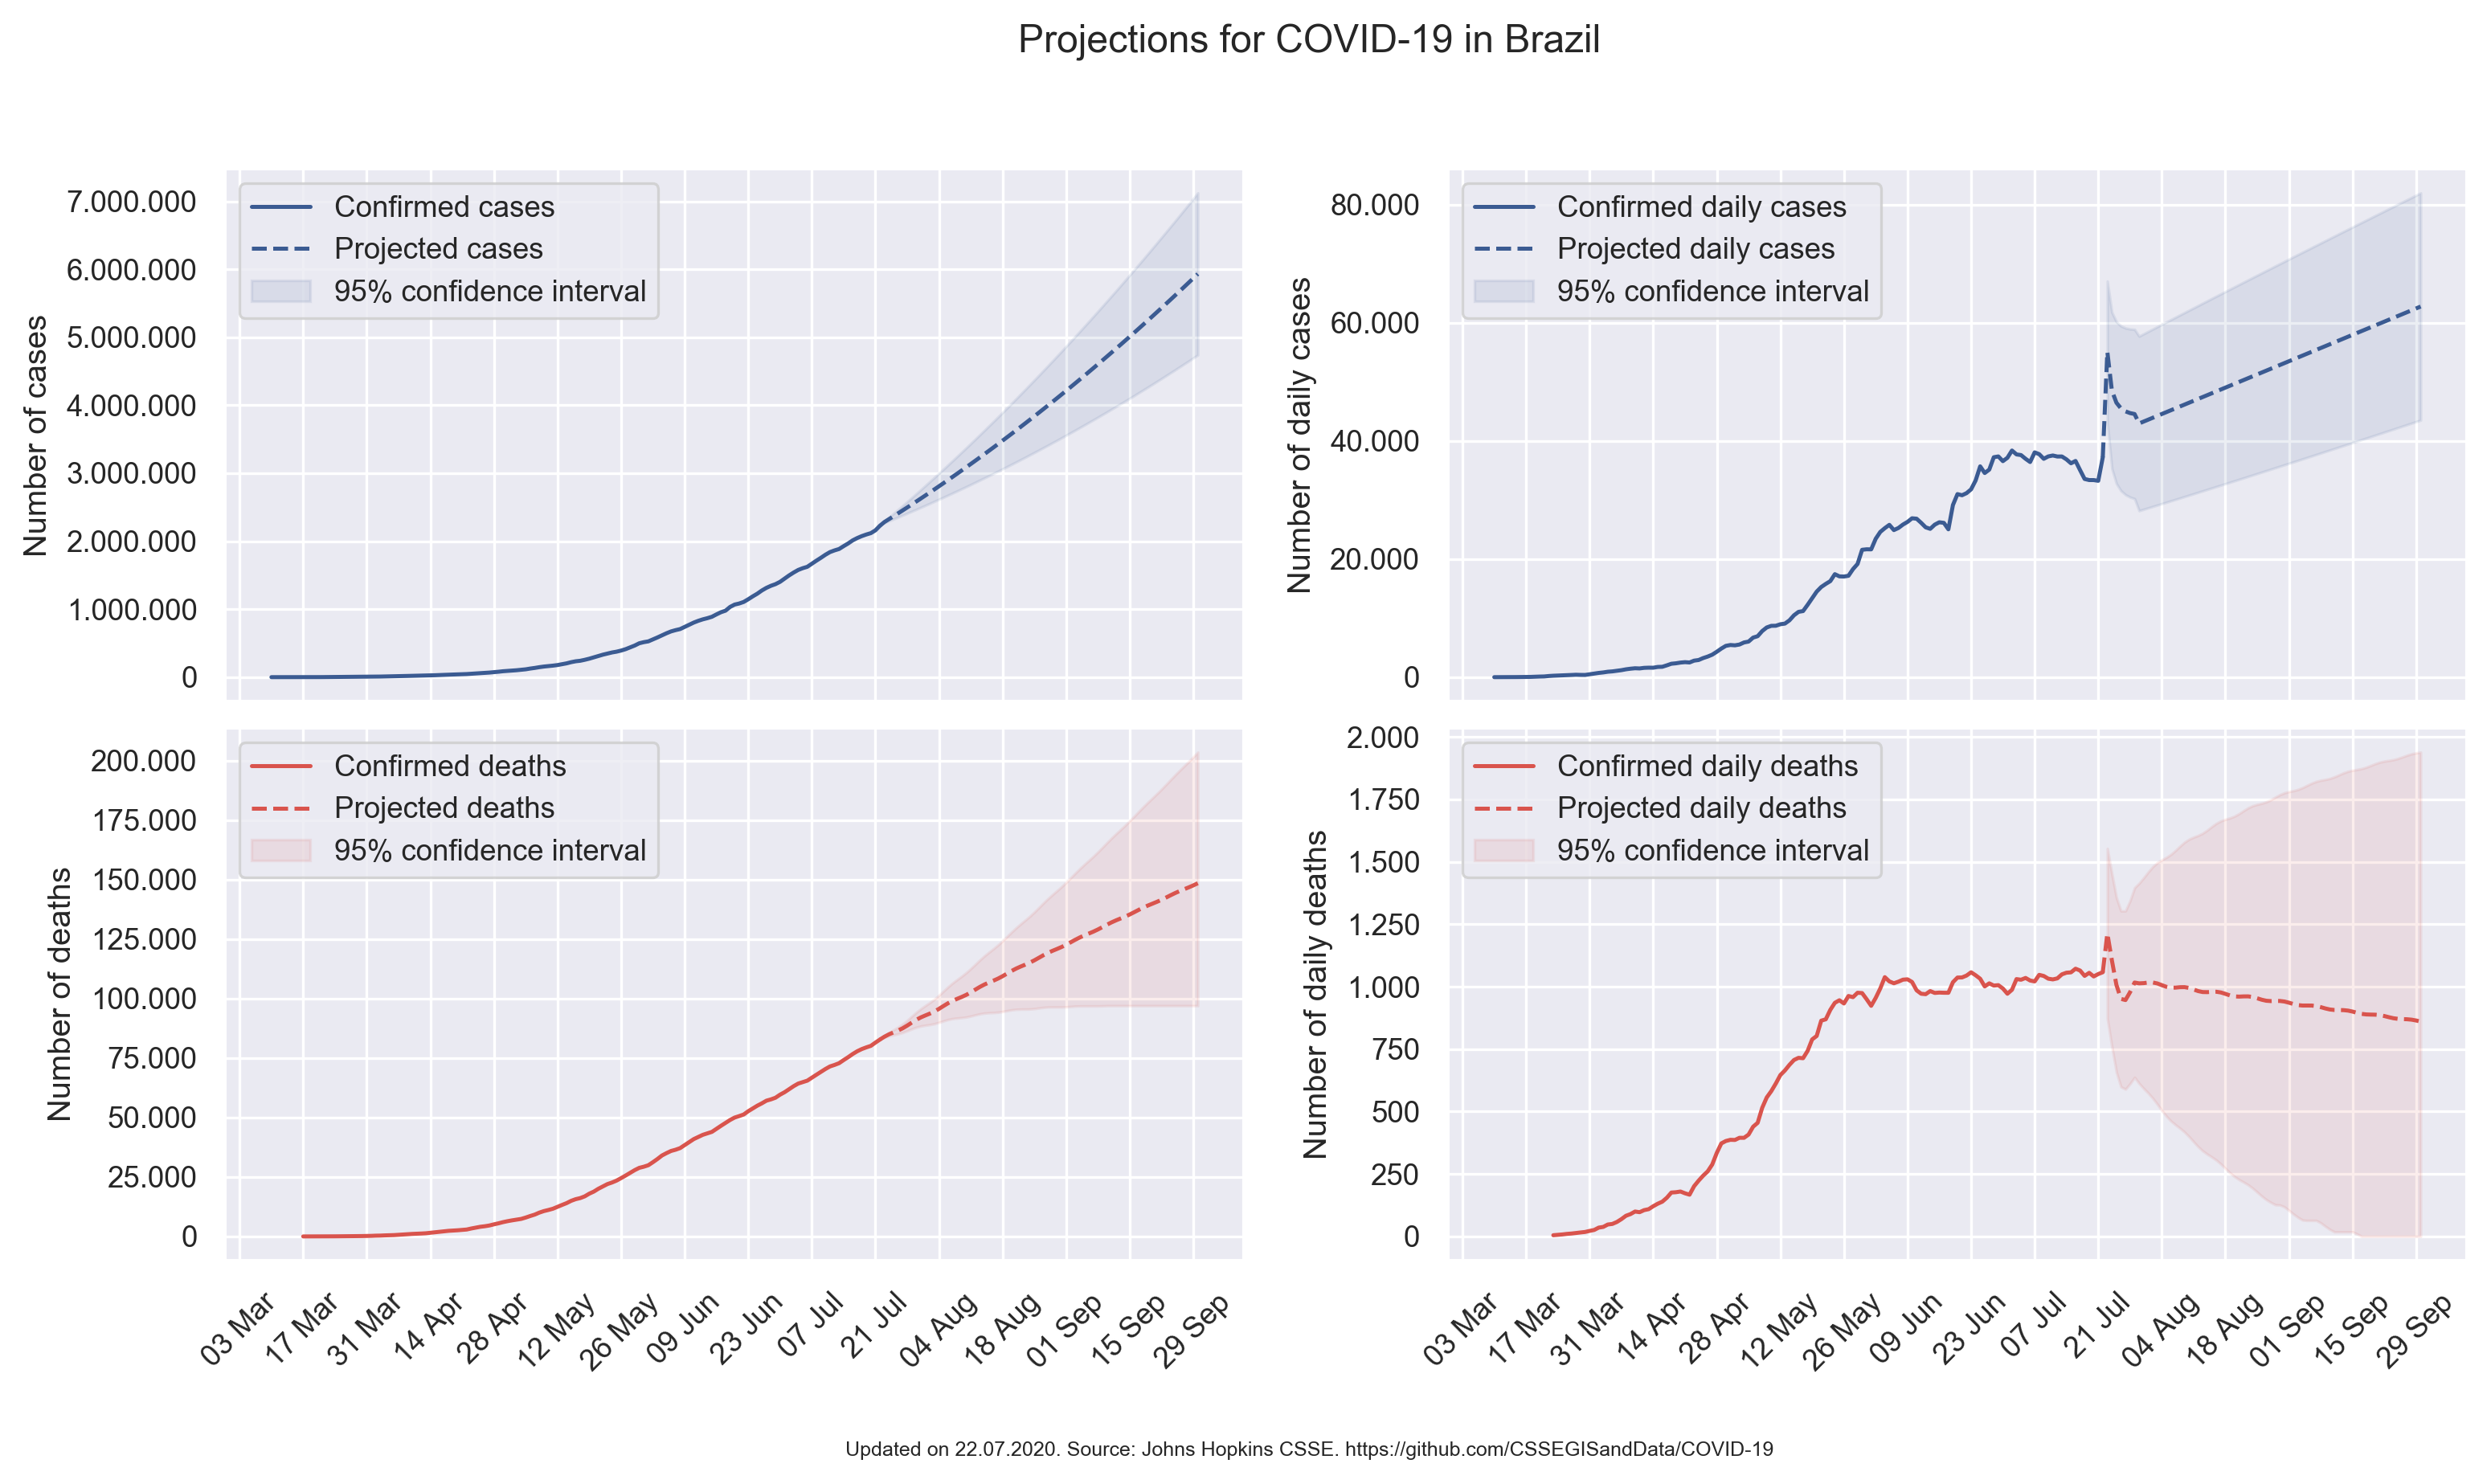 Projections for COVID-19 in Brazil
Number of cases
7.000.000
6.000.000
5.000.000
4.000.000
3.000.000
2.000.000
1.000.000
0
Confirmed cases
Projected cases
95% confidence interval
Number of daily cases
80.000
60.000
40.000
20.000
0
Confirmed daily cases
Projected daily cases
95% confidence interval
Number of deaths
200.000
175.000
150.000
125.000
100.000
75.000
50.000
25.000
0
Confirmed deaths
Projected deaths
95% confidence interval
03 Mar
17 Mar
31 Mar
14 Apr
28 Apr
12 May
26 May
09 Jun
23 Jun
07 Jul
21 Jul
04 Aug
18 Aug
01 Sep
15 Sep
29 Sep
Number of daily deaths
2.000
1.750
1.500
1.250
1.000
750
500
250
0
Confirmed daily deaths
Projected daily deaths
95% confidence interval
03 Mar
17 Mar
31 Mar
14 Apr
28 Apr
12 May
26 May
09 Jun
23 Jun
07 Jul
21 Jul
04 Aug
18 Aug
01 Sep
15 Sep
29 Sep
Updated on 22.07.2020. Source: Johns Hopkins CSSE. https://github.com/CSSEGISandData/COVID-19